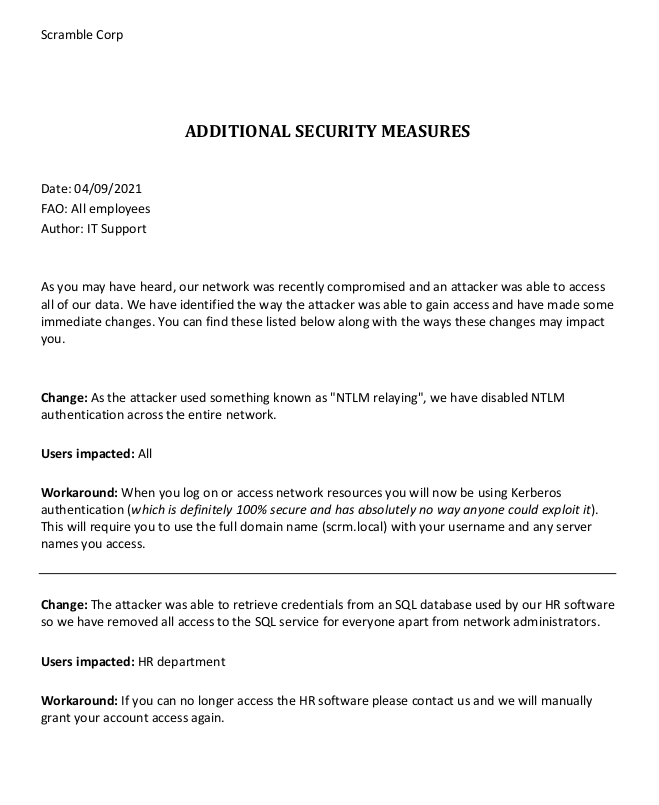 Scramble Corp
ADDITIONAL SECURITY MEASURES
Date: 04/09/2021
FAO: All employees
Author: IT Support
As you may have heard, our network was recently compromised and an attacker was able to access
all of our data. We have identified the way the attacker was able to gain access and have made some
immediate changes. You can find these listed below along with the ways these changes may impact
you.
Change: As the attacker used something known as "NTLM relaying", we have disabled NTLM
authentication across the entire network.
Users impacted: All
Workaround: When you log on or access network resources you will now be using Kerberos
authentication (which is definitely 100% secure and has absolutely no way anyone could exploit it).
This will require you to use the full domain name (scrm.local) with your username and any server
names you access.
Change: The attacker was able to retrieve credentials from an SQL database used by our HR software
so we have removed all access to the SQL service for everyone apart from network administrators.
Users impacted: HR department
Workaround: If you can no longer access the HR software please contact us and we will manually
grant your account access again.